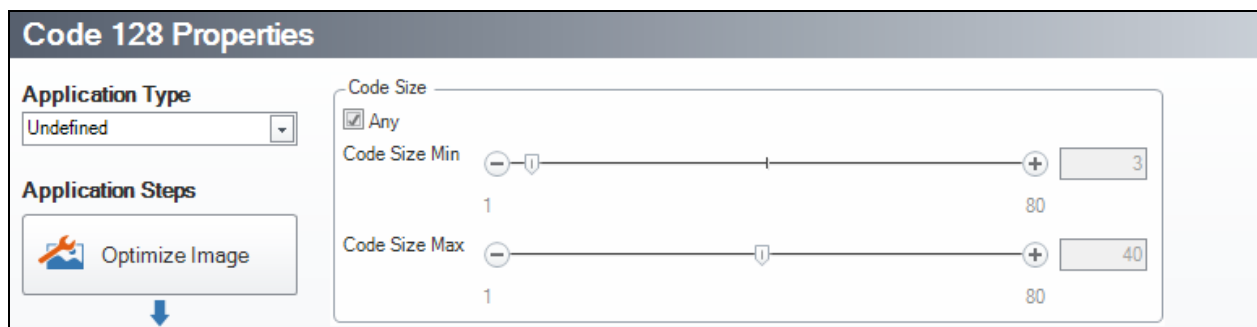 Code 128 Properties
Application Type
Undefined
Application Steps
Optimize Image
Code Size
Any
Code Size Min
3
1 80
Code Size Max
40
1 80